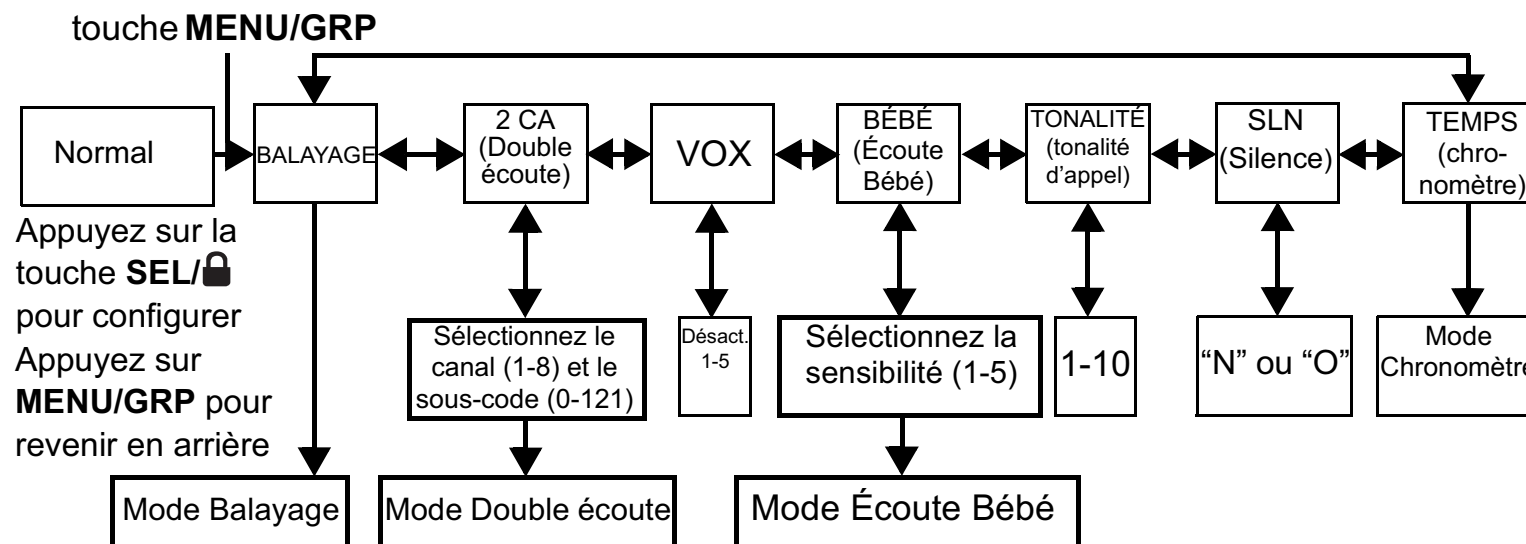 touche MENU/GRP
Normal
BALAYAGE
2 CA
(Double
écoute)
VOX
BÉBÉ
(Écoute
Bébé)
TONALITÉ
(tonalité
d'appel)
SLN
(Silence)
TEMPS
(chro-
nomètre)
Appuyez sur la
touche SEL/
pour configurer
Appuyez sur
MENU/GRP pour
revenir en arrière
Sélectionnez le
canal (1-8) et le
sous-code (0-121)
Désact.
1-5
Sélectionnez la
sensibilité (1-5)
1-10
“N” ou “O”
Mode
Chronomètre
Mode Balayage
Mode Double écoute
Mode Écoute Bébé